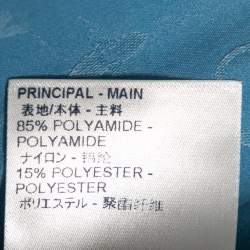 PRINCIPAL - MAIN
表地/本体 - 主料
85% POLYAMIDE -
POLYAMIDE
ナイロン - 锦纶
15% POLYESTER -
POLYESTER
ポリエステル - 聚酯纤维